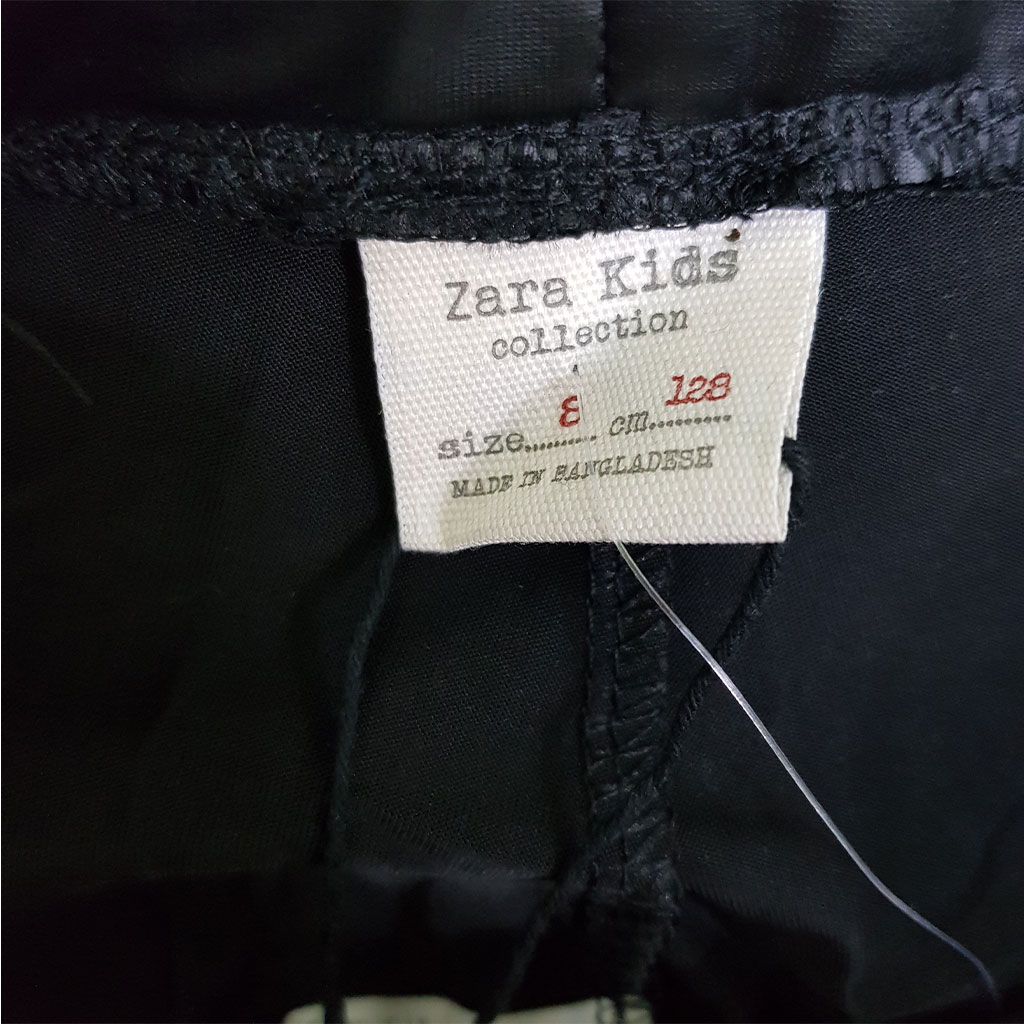 Zara Kids
collection
size.......... 8 cm.......... 128
MADE IN BANGLADESH